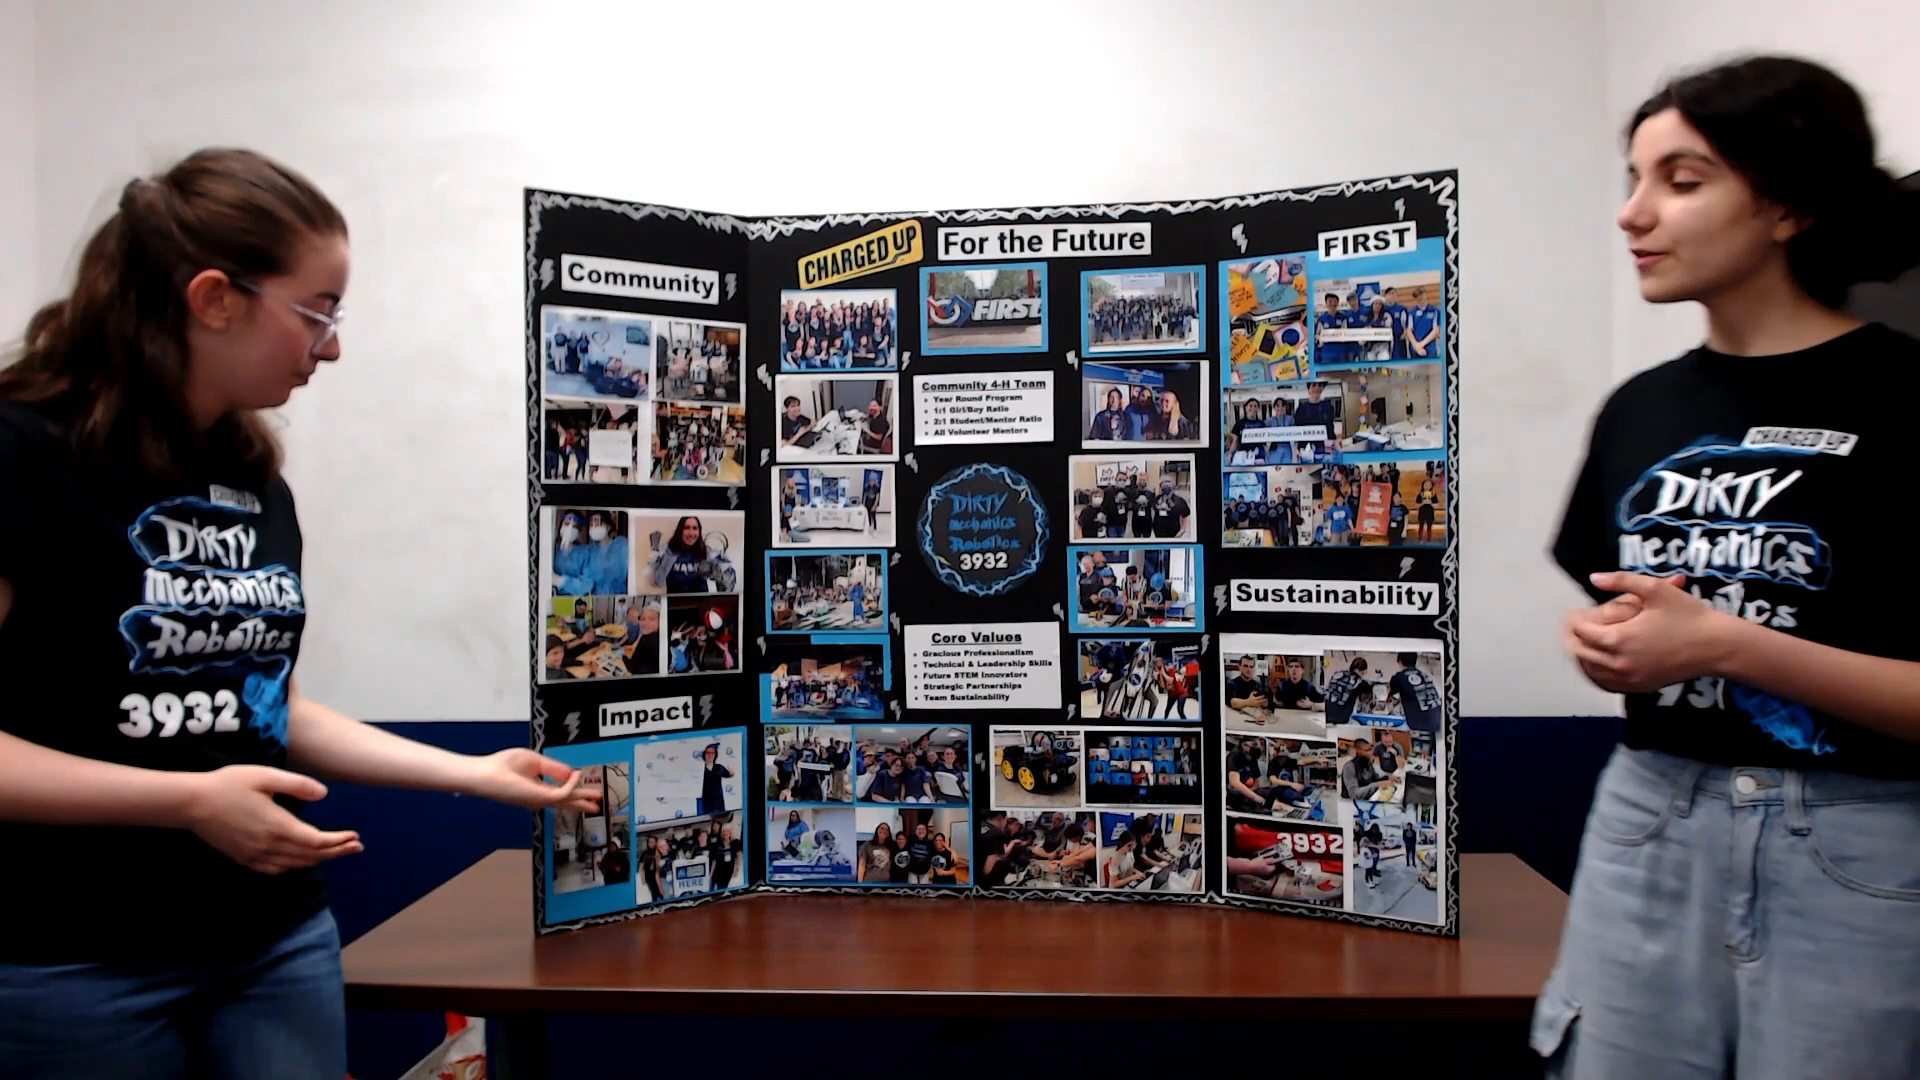 CHARGED UP
For the Future
Community
FIRST
FIRST
Community 4-H Team
Year Round Program
1:1 Girl/Boy Ratio
2:1 Student/Mentor Ratio
All Volunteer Mentors
DIRTY
mechanics
Robotics
3932
Core Values
Gracious Professionalism
Technical & Leadership Skills
Future STEM Innovators
Strategic Partnerships
Team Sustainability
Sustainability
Impact
NASA
HERE
3932
DIRTY
mechanics
Robotics
3932
CHARGED UP
DIRTY
mechanics